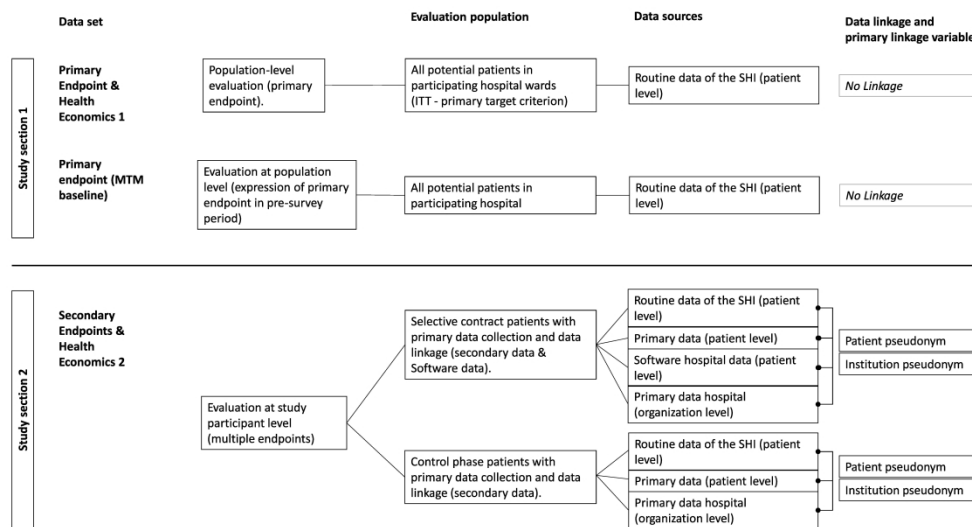 Data set
Evaluation population
Data sources
Data linkage and
primary linkage variable
Study section 1
Primary
Endpoint &
Health
Economics 1
Population-level
evaluation (primary
endpoint).
All potential patients in
participating hospital wards
(ITT - primary target criterion)
Routine data of the SHI (patient
level)
No Linkage
Primary
endpoint (MTM
baseline)
Evaluation at population
level (expression of primary
endpoint in pre-survey
period)
All potential patients in
participating hospital
Routine data of the SHI (patient
level)
No Linkage
Study section 2
Secondary
Endpoints &
Health
Economics 2
Evaluation at study
participant level
(multiple endpoints)
Selective contract patients with
primary data collection and data
linkage (secondary data &
Software data).
Routine data of the SHI (patient
level)
Primary data (patient level)
Software hospital data (patient
level)
Primary data hospital
(organization level)
Patient pseudonym
Institution pseudonym
Control phase patients with
primary data collection and data
linkage (secondary data).
Routine data of the SHI (patient
level)
Primary data (patient level)
Primary data hospital
(organization level)
Patient pseudonym
Institution pseudonym